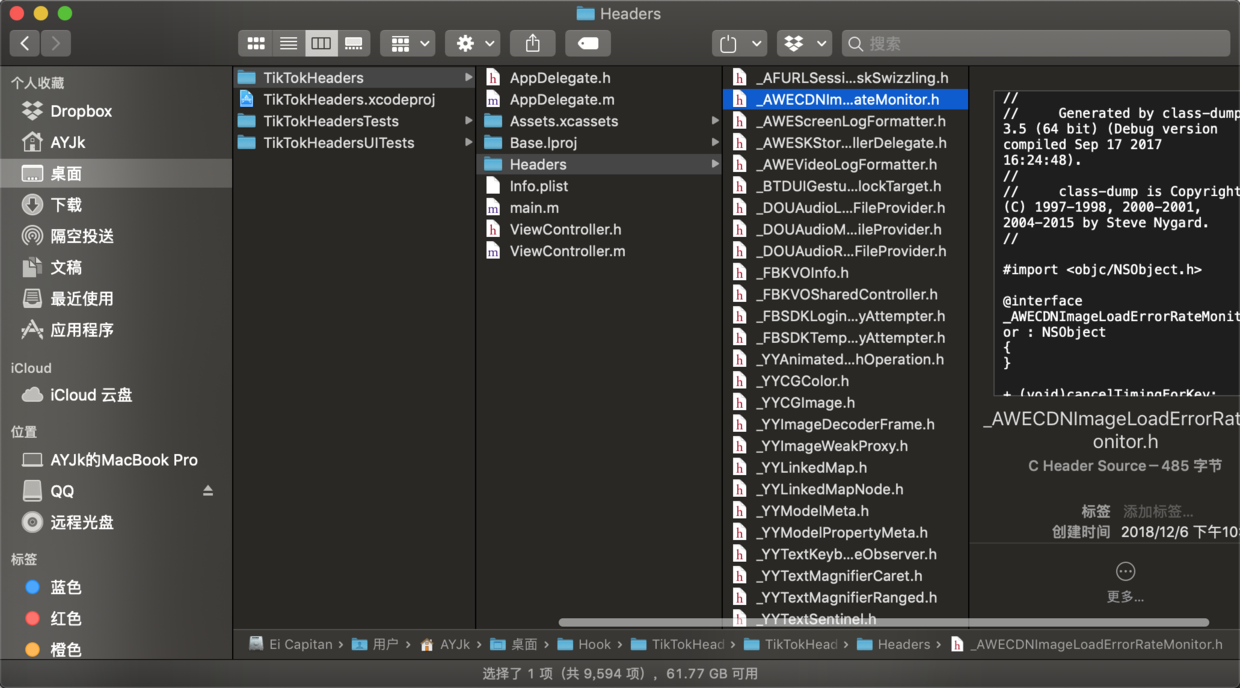 Headers
搜索
个人收藏
Dropbox
AYJk
桌面
下载
隔空投送
文稿
最近使用
应用程序
iCloud
iCloud 云盘
位置
AYJk的MacBook Pro
QQ
远程光盘
标签
蓝色
红色
橙色
TikTokHeaders
TikTokHeaders.xcodeproj
TikTokHeadersTests
TikTokHeadersUITests
AppDelegate.h
AppDelegate.m
Assets.xcassets
Base.lproj
Headers
Info.plist
main.m
ViewController.h
ViewController.m
_AFURLSessi...skSwizzling.h
_AWECDNIm...ateMonitor.h
_AWEScreenLogFormatter.h
_AWESKStor...llerDelegate.h
_AWEVideoLogFormatter.h
_BTDUIGestu...lockTarget.h
_DOUAudioL...FileProvider.h
_DOUAudioM...ileProvider.h
_DOUAudioR...FileProvider.h
_FBKVOInfo.h
_FBKVOSharedController.h
_FBSDKLogin...yAttempter.h
_FBSDKTemp...yAttempter.h
_YYAnimated...hOperation.h
_YYCGColor.h
_YYCGImage.h
_YYImageDecoderFrame.h
_YYImageWeakProxy.h
_YYLinkedMap.h
_YYLinkedMapNode.h
_YYModelMeta.h
_YYModelPropertyMeta.h
_YYTextKeyb...eObserver.h
_YYTextMagnifierCaret.h
_YYTextMagnifierRanged.h
_YYTextSentinel.h
//
// Generated by class-dump
3.5 (64 bit) (Debug version
compiled Sep 17 2017
16:24:48).
//
// class-dump is Copyright
(C) 1997-1998, 2000-2001,
2004-2015 by Steve Nygard.
//
#import <objc/NSObject.h>
@interface
_AWECDNImageLoadErrorRateMonit
or : NSObject
{
}
+ (void)cancelTimingForKey:
_AWECDNImageLoadErrorRat
onitor.h
C Header Source – 485 字节
标签 添加标签...
创建时间 2018/12/6 下午10:
更多...
Ei Capitan › 用户 › AYJk › 桌面 › Hook › TikTokHead › TikTokHead › Headers › _AWECDNImageLoadErrorRateMonitor.h
选择了 1 项（共 9,594 项）, 61.77 GB 可用